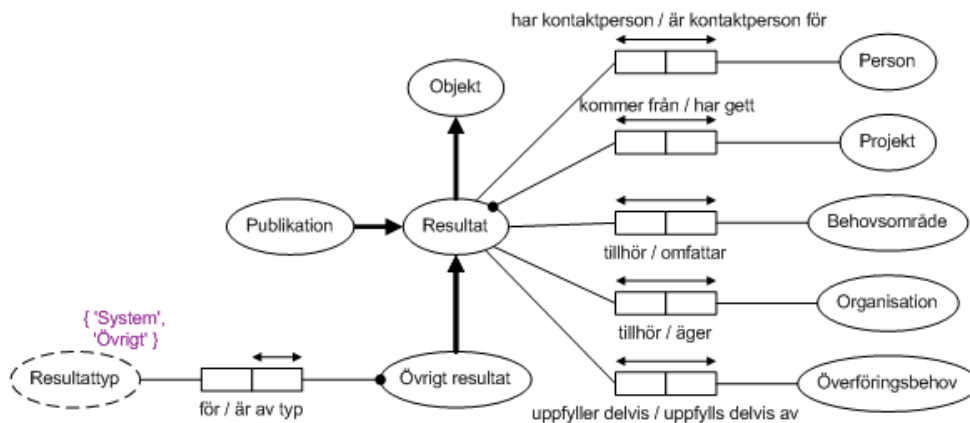 har kontaktperson / är kontaktperson för
Person
Objekt
kommer från / har gett
Projekt
Publikation
Resultat
Behovsområde
tillhör / omfattar
{ 'System',
'Övrigt' }
Organisation
tillhör / äger
Resultattyp
Övrigt resultat
Överföringsbehov
för / är av typ
uppfyller delvis / uppfylls delvis av